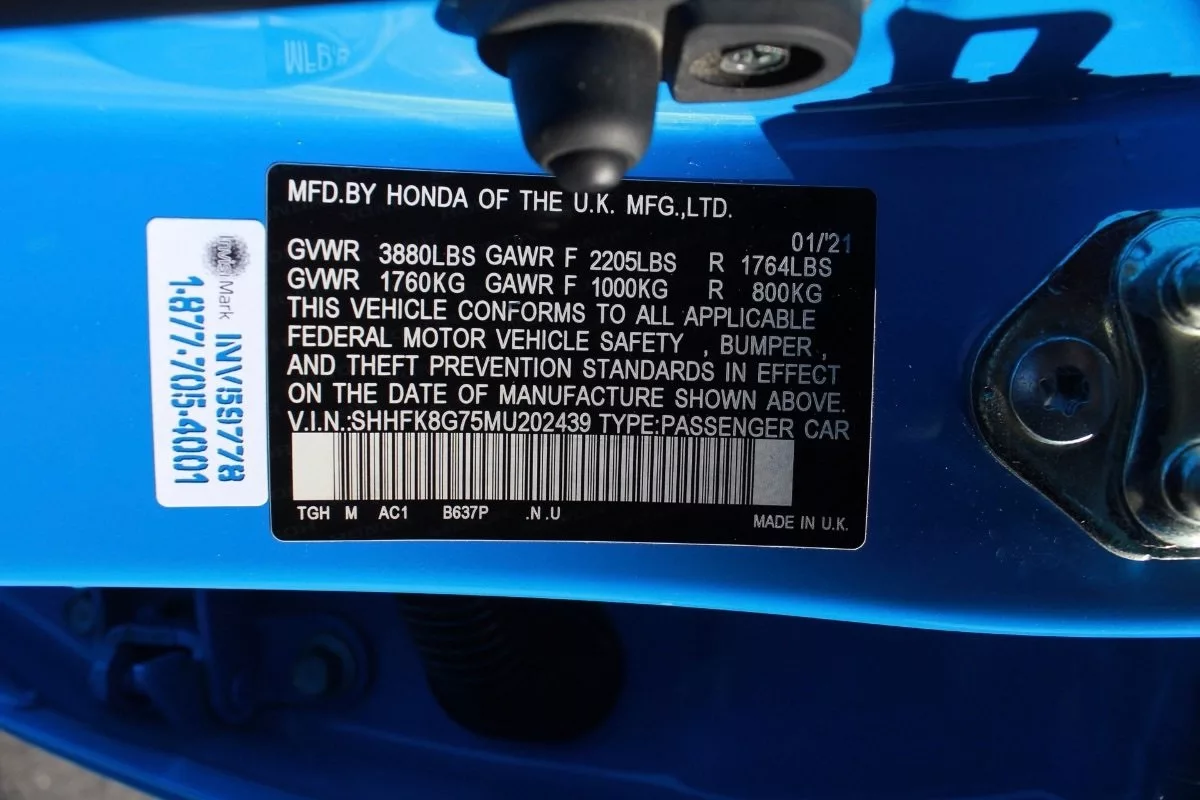 MFD.BY HONDA OF THE U.K. MFG.,LTD.
01/'21
GVWR 3880LBS GAWR F 2205LBS R 1764LBS
GVWR 1760KG GAWR F 1000KG R 800KG
THIS VEHICLE CONFORMS TO ALL APPLICABLE
FEDERAL MOTOR VEHICLE SAFETY , BUMPER ,
AND THEFT PREVENTION STANDARDS IN EFFECT
ON THE DATE OF MANUFACTURE SHOWN ABOVE.
V.I.N.:SHHFK8G75MU202439 TYPE:PASSENGER CAR
TGH M AC1 B637P .N .U
MADE IN U.K.
Mark
INV59778
1-877-705-4001